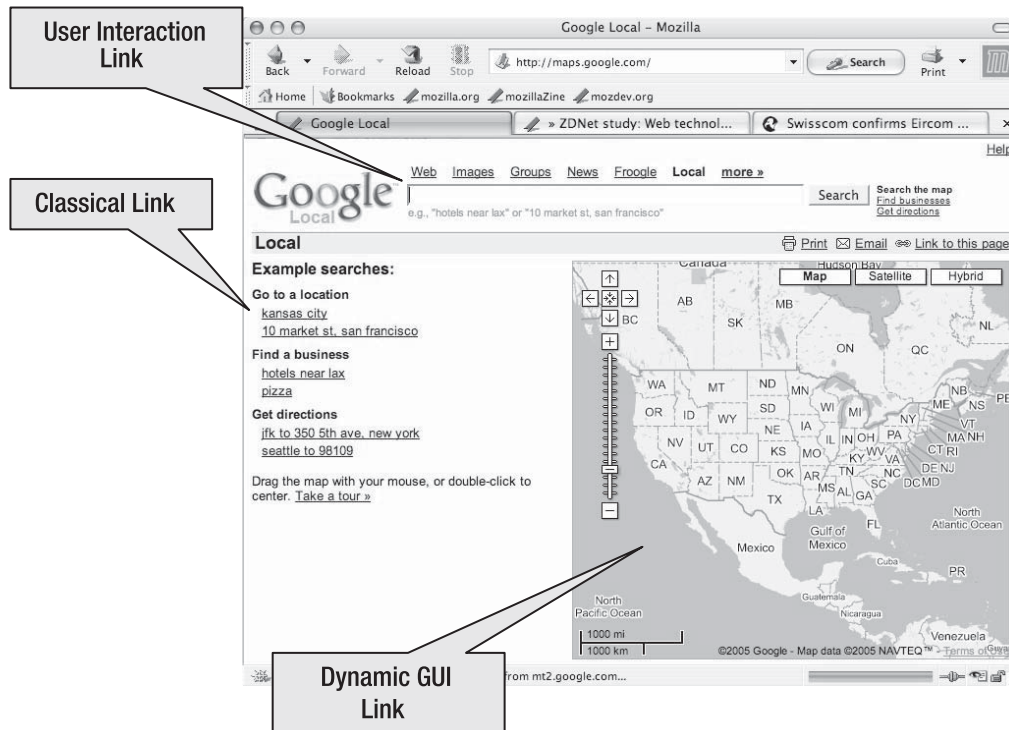 User Interaction
Link
Google Local – Mozilla
Back
Forward
Reload
Stop
http://maps.google.com/
Search
Print
m
Home
Bookmarks
mozilla.org
mozillaZine
mozdev.org
Google Local
» ZDNet study: Web technol...
Swisscom confirms Eircom ...
Help
Web Images Groups News Froogle Local more »
Google
Local
Search
Search the map
Find businesses
Get directions
e.g., "hotels near lax" or "10 market st, san francisco"
Classical Link
Local
Print Email Link to this page
Example searches:
Go to a location
kansas city
10 market st, san francisco
Find a business
hotels near lax
pizza
Get directions
jfk to 350 5th ave, new york
seattle to 98109
Drag the map with your mouse, or double-click to
center. Take a tour »
Canada
Hudson Bay
Map
Satellite
Hybrid
AB
MB
BC
SK
NL
ON
QC
WA
MT
ND
MN
NB
PE
ME
NS
OR
ID
WY
SD
WI
MI
NY
VT
NE
IA
MA NH
NV
UT
CO
KS
MO
IL
IN
OH
PA
CT RI
KY
WV
VA
CA
AZ
NM
OK
AR
TN
NC
DE NJ
MS
AL
GA
SC
DC
MD
TX
LA
FL
Gulf of
Mexico
North
Atlantic Ocean
Mexico
Cuba
PR
North
Pacific Ocean
Guatemala
Nicaragua
Venezuela
1000 mi
1000 km
©2005 Google - Map data ©2005 NAVTEQ™ - Terms of
from mt2.google.com...
Dynamic GUI
Link